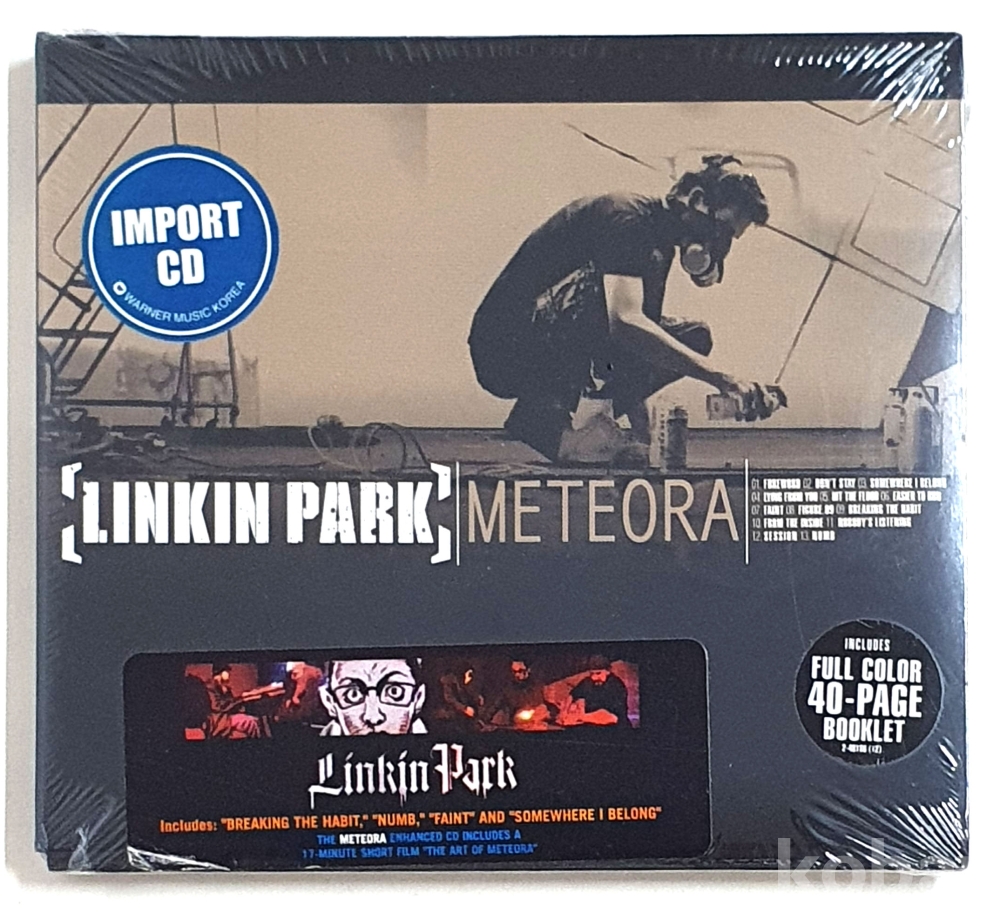 IMPORT
CD
WARNER MUSIC KOREA
[LINKIN PARK] METEORA
01. FOREWORD 02. DON'T STAY 03. SOMEWHERE I BELONG
04. LYING FROM YOU 05. HIT THE FLOOR 06. EASIER TO RUN
07. FAINT 08. FIGURE.09 09. BREAKING THE HABIT
10. FROM THE INSIDE 11. NOBODY'S LISTENING
12. SESSION 13. NUMB
INCLUDES
FULL COLOR
40-PAGE
BOOKLET
Linkin Park
Includes: "BREAKING THE HABIT," "NUMB," "FAINT" AND "SOMEWHERE I BELONG"
THE METEORA ENHANCED CD INCLUDES A
17-MINUTE SHORT FILM "THE ART OF METEORA"